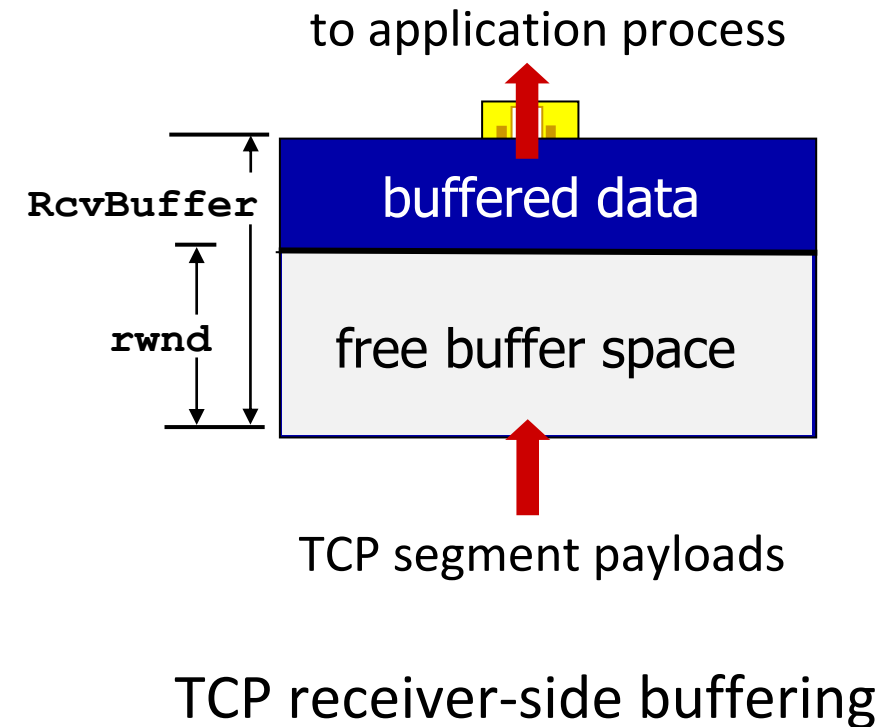 to application process
RcvBuffer
buffered data
rwnd
free buffer space
TCP segment payloads
TCP receiver-side buffering